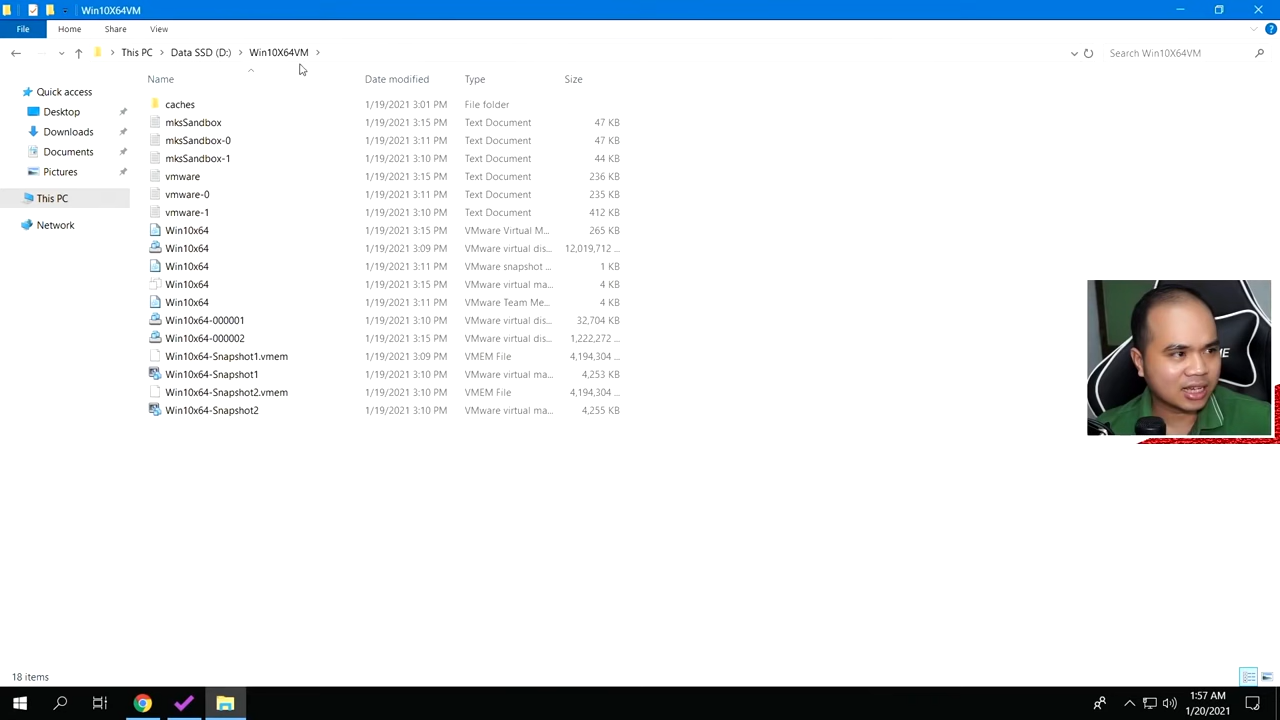 Win10X64VM
File Home Share View
This PC Data SSD (D:) Win10X64VM Search Win10X64VM
Name Date modified Type Size
Quick access
Desktop
Downloads
Documents
Pictures
This PC
Network
caches 1/19/2021 3:01 PM File folder
mksSandbox 1/19/2021 3:15 PM Text Document 47 KB
mksSandbox-0 1/19/2021 3:11 PM Text Document 47 KB
mksSandbox-1 1/19/2021 3:10 PM Text Document 44 KB
vmware 1/19/2021 3:15 PM Text Document 236 KB
vmware-0 1/19/2021 3:11 PM Text Document 235 KB
vmware-1 1/19/2021 3:10 PM Text Document 412 KB
Win10x64 1/19/2021 3:15 PM VMware Virtual M... 265 KB
Win10x64 1/19/2021 3:09 PM VMware virtual dis... 12,019,712 ...
Win10x64 1/19/2021 3:11 PM VMware snapshot ... 1 KB
Win10x64 1/19/2021 3:15 PM VMware virtual ma... 4 KB
Win10x64 1/19/2021 3:11 PM VMware Team Me... 4 KB
Win10x64-000001 1/19/2021 3:10 PM VMware virtual dis... 32,704 KB
Win10x64-000002 1/19/2021 3:15 PM VMware virtual dis... 1,222,272 ...
Win10x64-Snapshot1.vmem 1/19/2021 3:09 PM VMEM File 4,194,304 ...
Win10x64-Snapshot1 1/19/2021 3:10 PM VMware virtual ma... 4,253 KB
Win10x64-Snapshot2.vmem 1/19/2021 3:10 PM VMEM File 4,194,304 ...
Win10x64-Snapshot2 1/19/2021 3:10 PM VMware virtual ma... 4,255 KB
18 items
1:57 AM
1/20/2021